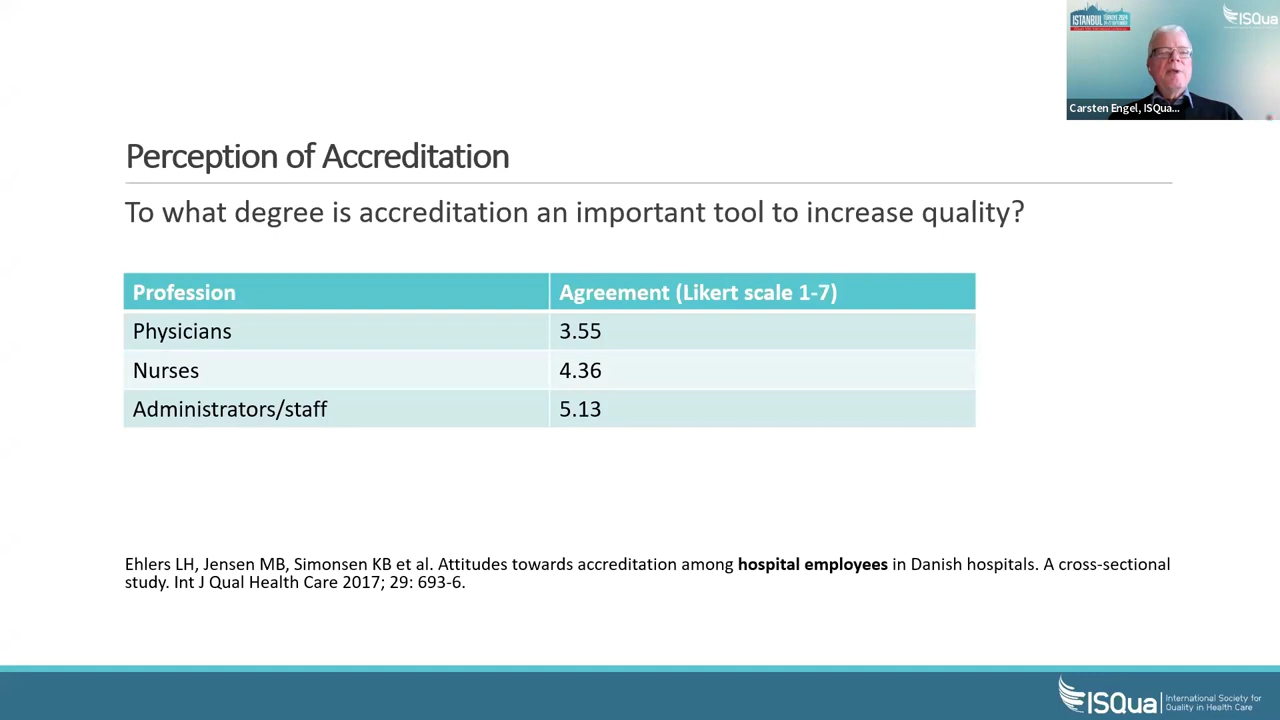 ISTANBUL
ISQua
Carsten Engel, ISQua...
Perception of Accreditation
To what degree is accreditation an important tool to increase quality?
Profession Agreement (Likert scale 1-7)
Physicians 3.55
Nurses 4.36
Administrators/staff 5.13
Ehlers LH, Jensen MB, Simonsen KB et al. Attitudes towards accreditation among hospital employees in Danish hospitals. A cross-sectional
study. Int J Qual Health Care 2017; 29: 693-6.
ISQua International Society for
Quality in Health Care